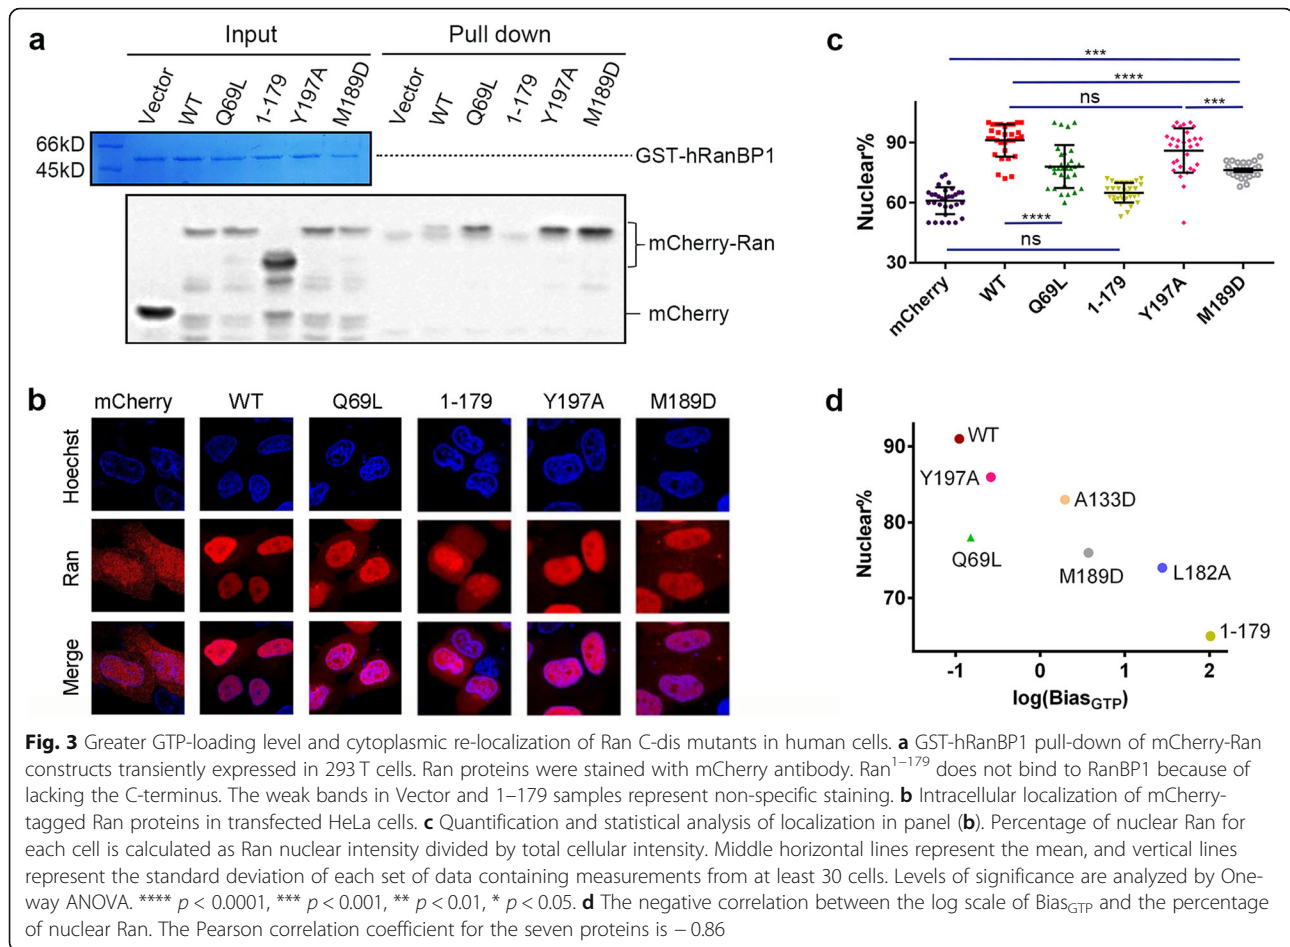 a
Input
Pull down
Vector
WT
Q69L
1-179
Y197A
M189D
Vector
WT
Q69L
1-179
Y197A
M189D
66kD
45kD
GST-hRanBP1
mCherry-Ran
mCherry
c
Nuclear%
90
60
30
***
****
ns
***
****
ns
mCherry
WT
Q69L
1-179
Y197A
M189D
b
mCherry
WT
Q69L
1-179
Y197A
M189D
Hoechst
Ran
Merge
d
Nuclear%
90
80
70
WT
Y197A
A133D
Q69L
M189D
L182A
1-179
-1
0
1
2
log(Bias_GTP)
Fig. 3 Greater GTP-loading level and cytoplasmic re-localization of Ran C-dis mutants in human cells. a GST-hRanBP1 pull-down of mCherry-Ran
constructs transiently expressed in 293 T cells. Ran proteins were stained with mCherry antibody. Ran^1–179 does not bind to RanBP1 because of
lacking the C-terminus. The weak bands in Vector and 1–179 samples represent non-specific staining. b Intracellular localization of mCherry-
tagged Ran proteins in transfected HeLa cells. c Quantification and statistical analysis of localization in panel (b). Percentage of nuclear Ran for
each cell is calculated as Ran nuclear intensity divided by total cellular intensity. Middle horizontal lines represent the mean, and vertical lines
represent the standard deviation of each set of data containing measurements from at least 30 cells. Levels of significance are analyzed by One-
way ANOVA. **** p < 0.0001, *** p < 0.001, ** p < 0.01, * p < 0.05. d The negative correlation between the log scale of Bias_GTP and the percentage
of nuclear Ran. The Pearson correlation coefficient for the seven proteins is − 0.86